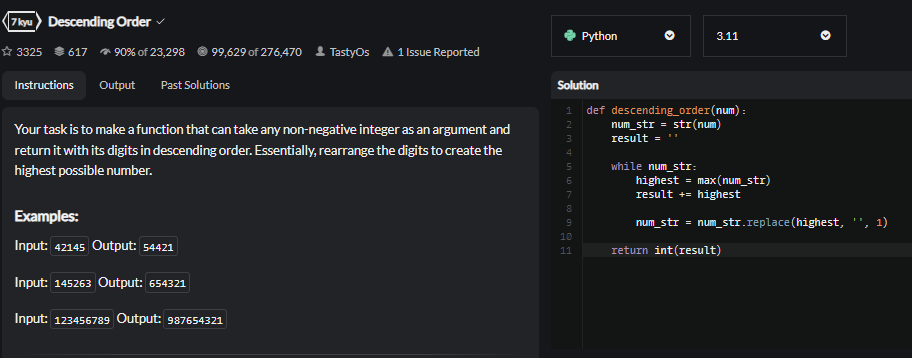 7 kyu Descending Order
3325 617 90% of 23,298 99,629 of 276,470 TastyOs 1 Issue Reported
Python 3.11
Instructions Output Past Solutions
Your task is to make a function that can take any non-negative integer as an argument and
return it with its digits in descending order. Essentially, rearrange the digits to create the
highest possible number.
Examples:
Input: 42145 Output: 54421
Input: 145263 Output: 654321
Input: 123456789 Output: 987654321
Solution
1 def descending_order(num):
2     num_str = str(num)
3     result = ''
4
5     while num_str:
6         highest = max(num_str)
7         result += highest
8
9         num_str = num_str.replace(highest, '', 1)
10
11     return int(result)